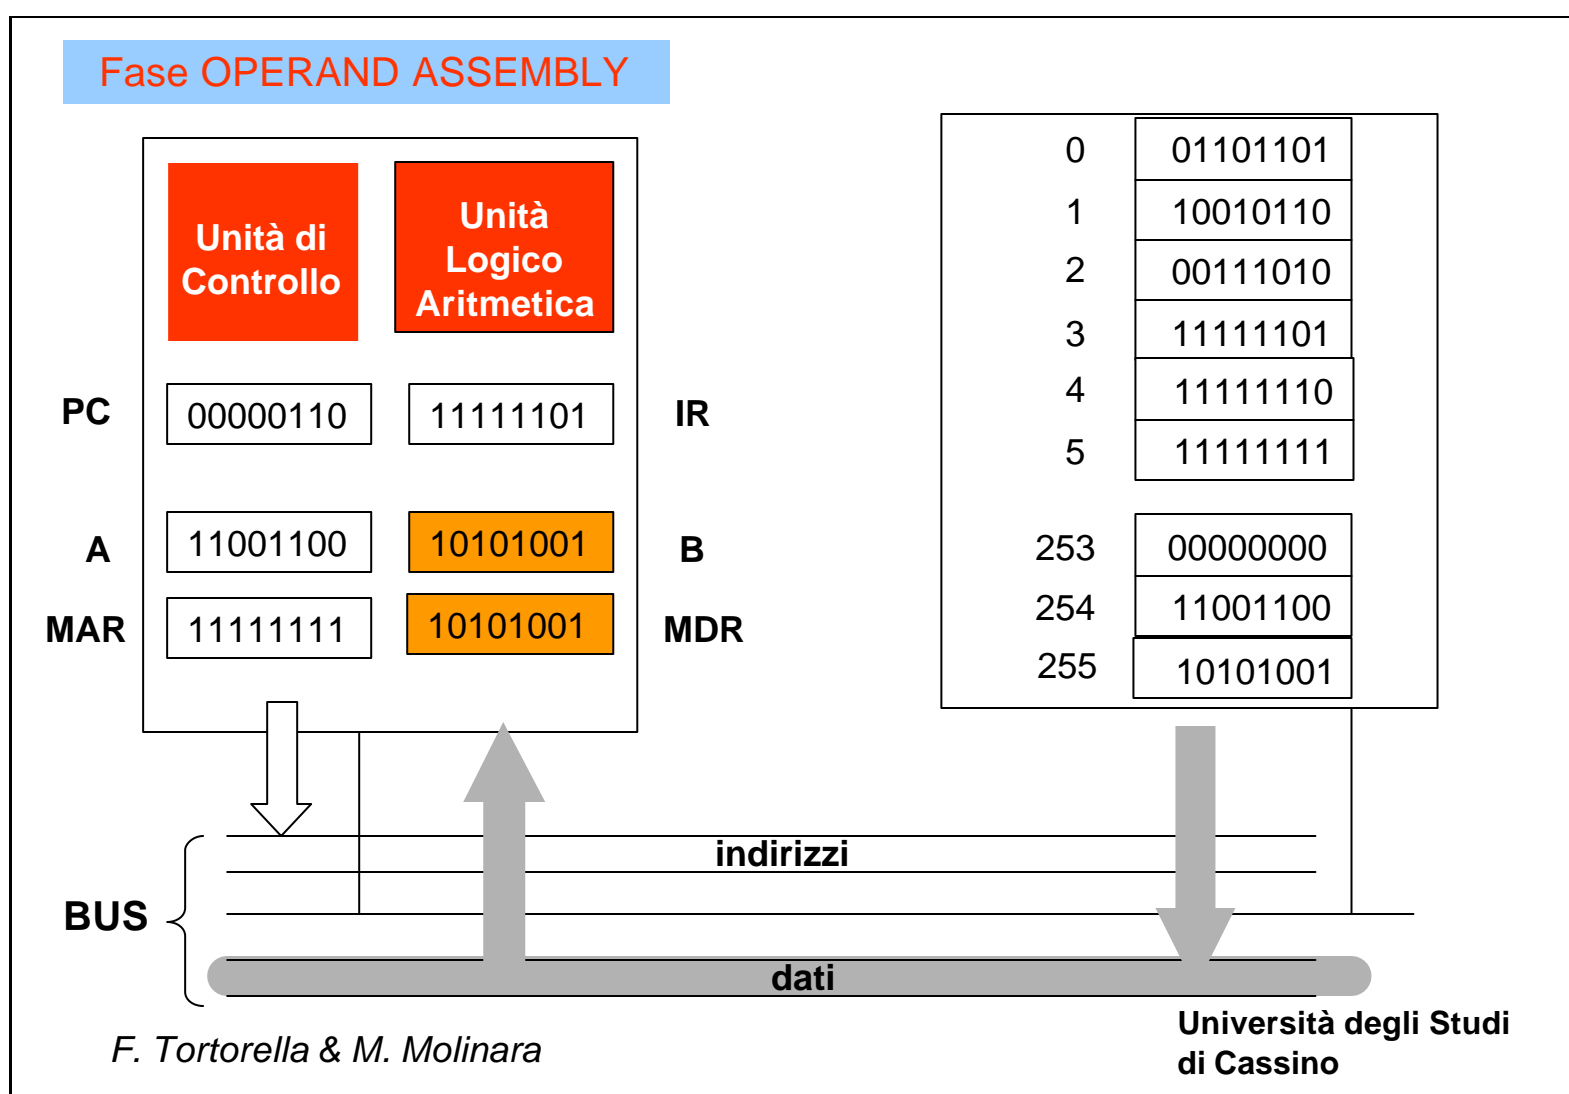 Fase OPERAND ASSEMBLY
Unità di
Controllo
Unità
Logico
Aritmetica
PC 00000110 11111101 IR
A 11001100 10101001 B
MAR 11111111 10101001 MDR
0 01101101
1 10010110
2 00111010
3 11111101
4 11111110
5 11111111
253 00000000
254 11001100
255 10101001
BUS
indirizzi
dati
F. Tortorella & M. Molinara
Università degli Studi
di Cassino